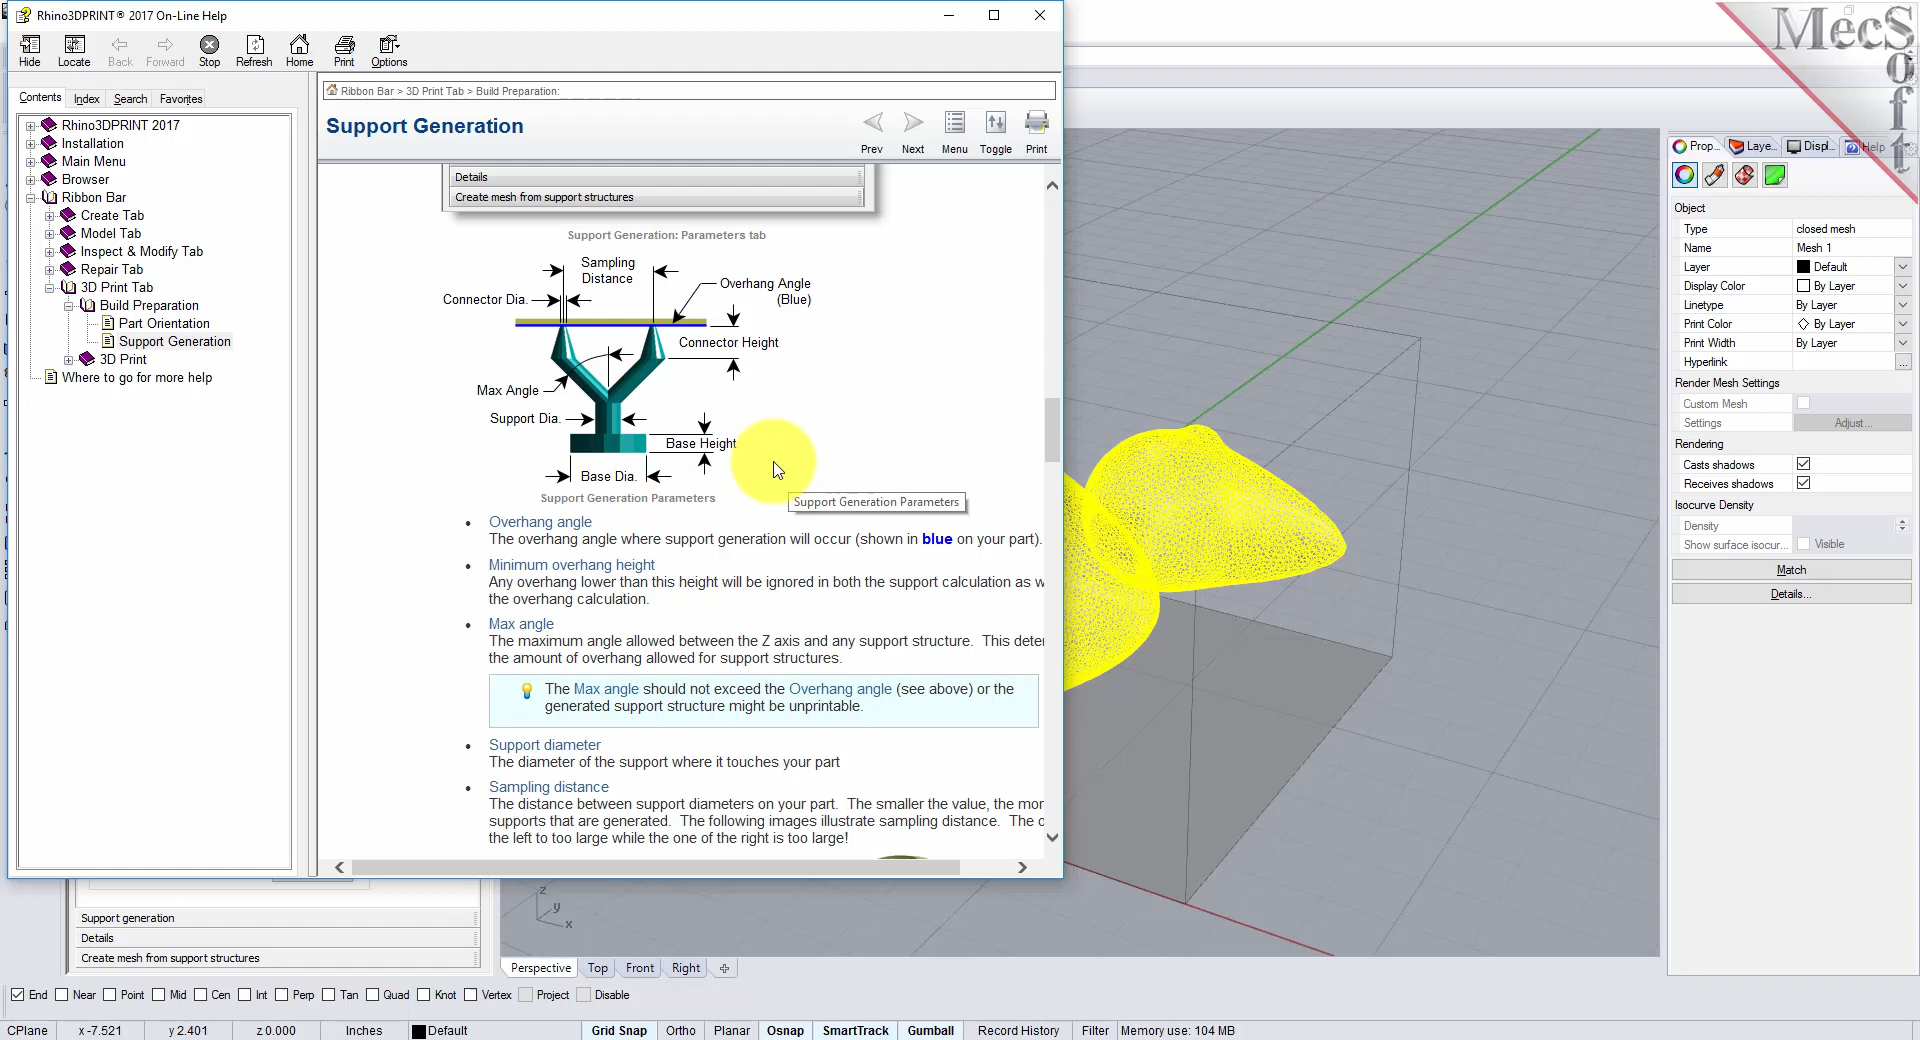 Rhino3DPRINT® 2017 On-Line Help
MecSoft
Hide Locate Back Forward Stop Refresh Home Print Options
Contents Index Search Favorites
Rhino3DPRINT 2017
Installation
Main Menu
Browser
Ribbon Bar
Create Tab
Model Tab
Inspect & Modify Tab
Repair Tab
3D Print Tab
Build Preparation
Part Orientation
Support Generation
3D Print
Where to go for more help
Ribbon Bar > 3D Print Tab > Build Preparation:
Support Generation
Prev Next Menu Toggle Print
Details
Create mesh from support structures
Support Generation: Parameters tab
Sampling
Distance
Connector Dia.
Overhang Angle
(Blue)
Connector Height
Max Angle
Support Dia.
Base Height
Base Dia.
Support Generation Parameters
Support Generation Parameters
• Overhang angle
The overhang angle where support generation will occur (shown in blue on your part).
• Minimum overhang height
Any overhang lower than this height will be ignored in both the support calculation as w
the overhang calculation.
• Max angle
The maximum angle allowed between the Z axis and any support structure. This deter
the amount of overhang allowed for support structures.
The Max angle should not exceed the Overhang angle (see above) or the
generated support structure might be unprintable.
• Support diameter
The diameter of the support where it touches your part
• Sampling distance
The distance between support diameters on your part. The smaller the value, the mor
supports that are generated. The following images illustrate sampling distance. The o
the left to too large while the one of the right is too large!
Support generation
Details
Create mesh from support structures
z
y
x
Perspective Top Front Right
Prop... Laye... Displ... Help
Object
Type closed mesh
Name Mesh 1
Layer Default
Display Color By Layer
Linetype By Layer
Print Color By Layer
Print Width By Layer
Hyperlink ...
Render Mesh Settings
Custom Mesh
Settings Adjust...
Rendering
Casts shadows
Receives shadows
Isocurve Density
Density
Show surface isocur... Visible
Match
Details...
End Near Point Mid Cen Int Perp Tan Quad Knot Vertex Project Disable
CPlane x -7.521 y 2.401 z 0.000 Inches Default Grid Snap Ortho Planar Osnap SmartTrack Gumball Record History Filter Memory use: 104 MB